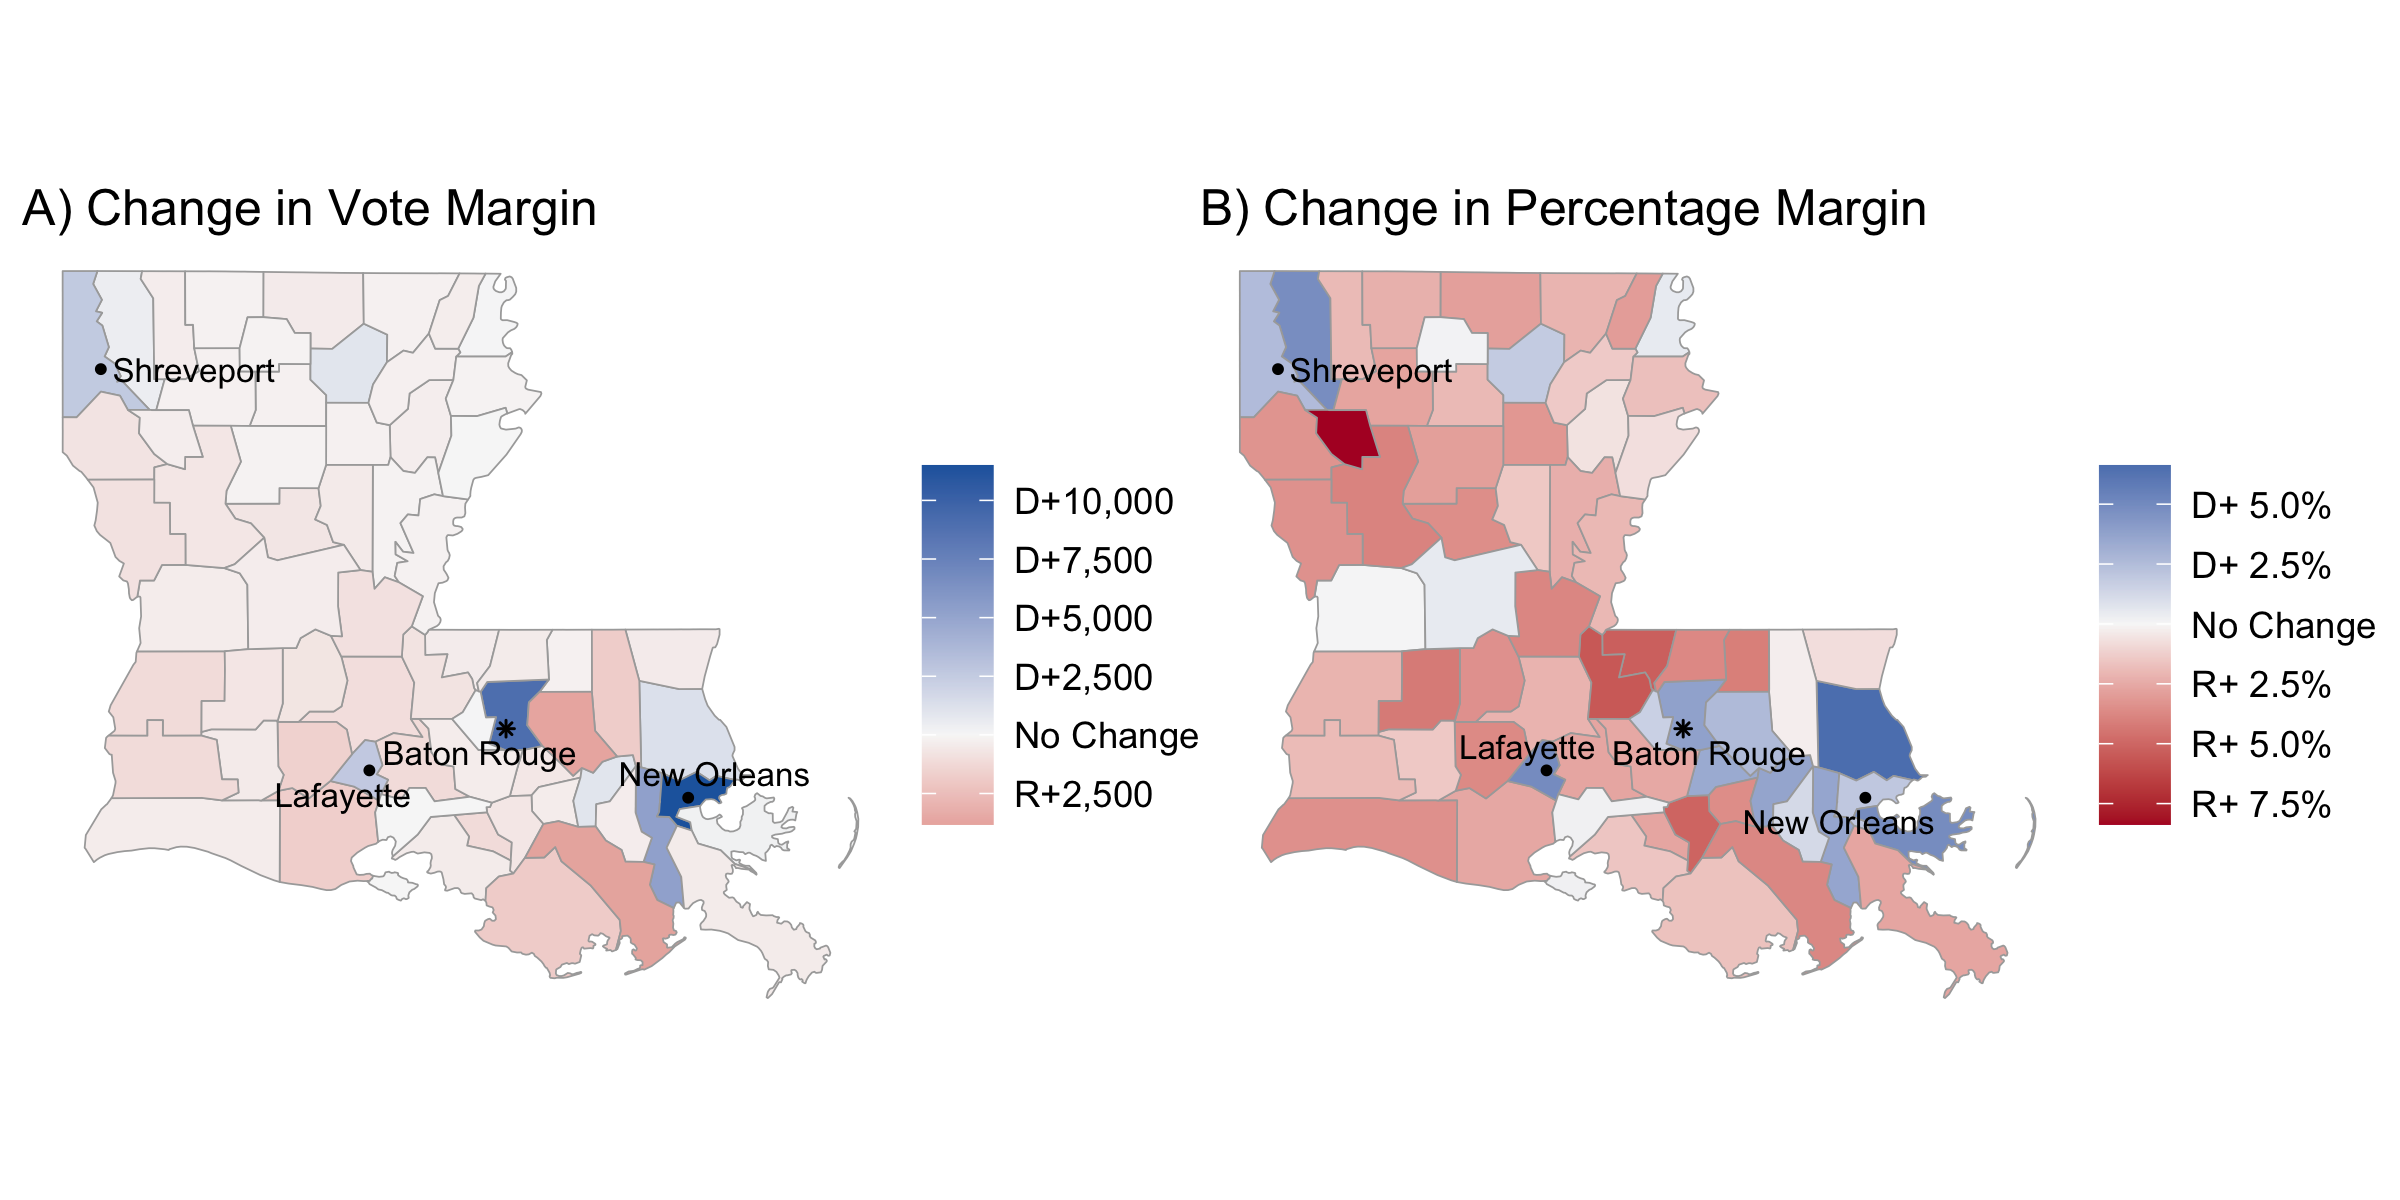 A) Change in Vote Margin
Shreveport
Baton Rouge
Lafayette
New Orleans
D+10,000
D+7,500
D+5,000
D+2,500
No Change
R+2,500
B) Change in Percentage Margin
Shreveport
Lafayette
Baton Rouge
New Orleans
D+ 5.0%
D+ 2.5%
No Change
R+ 2.5%
R+ 5.0%
R+ 7.5%